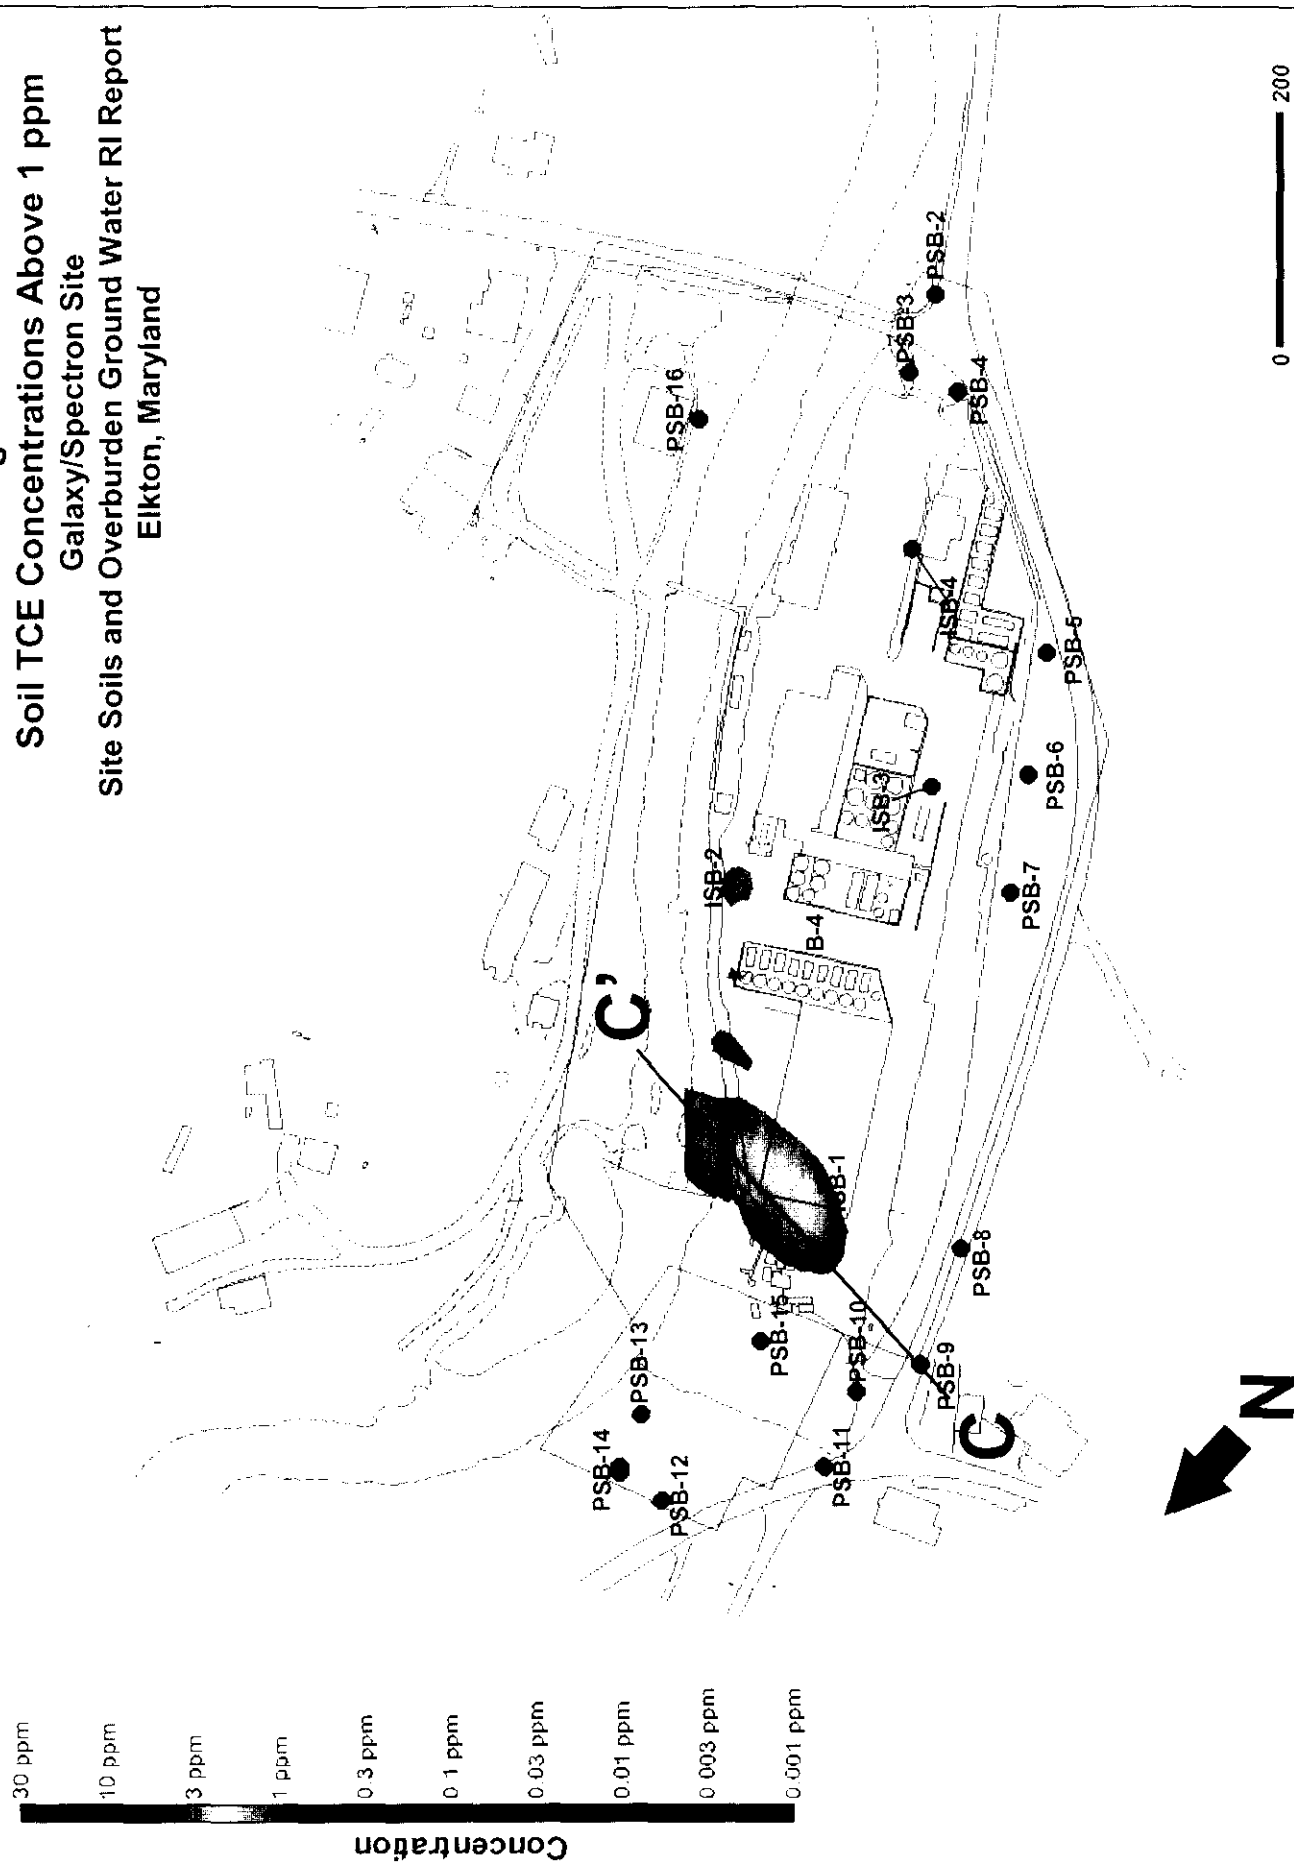 Soil TCE Concentrations Above 1 ppm
Galaxy/Spectron Site
Site Soils and Overburden Ground Water RI Report
Elkton, Maryland
30 ppm
10 ppm
3 ppm
1 ppm
0.3 ppm
0.1 ppm
0.03 ppm
0.01 ppm
0.003 ppm
0.001 ppm
Concentration
PSB-14
PSB-13
PSB-12
PSB-15
PSB-11
PSB-10
PSB-9
PSB-8
C
C'
ISB-2
B-4
ISB-3
ISB-4
PSB-7
PSB-6
PSB-5
PSB-16
PSB-3
PSB-2
PSB-4
N
0
200